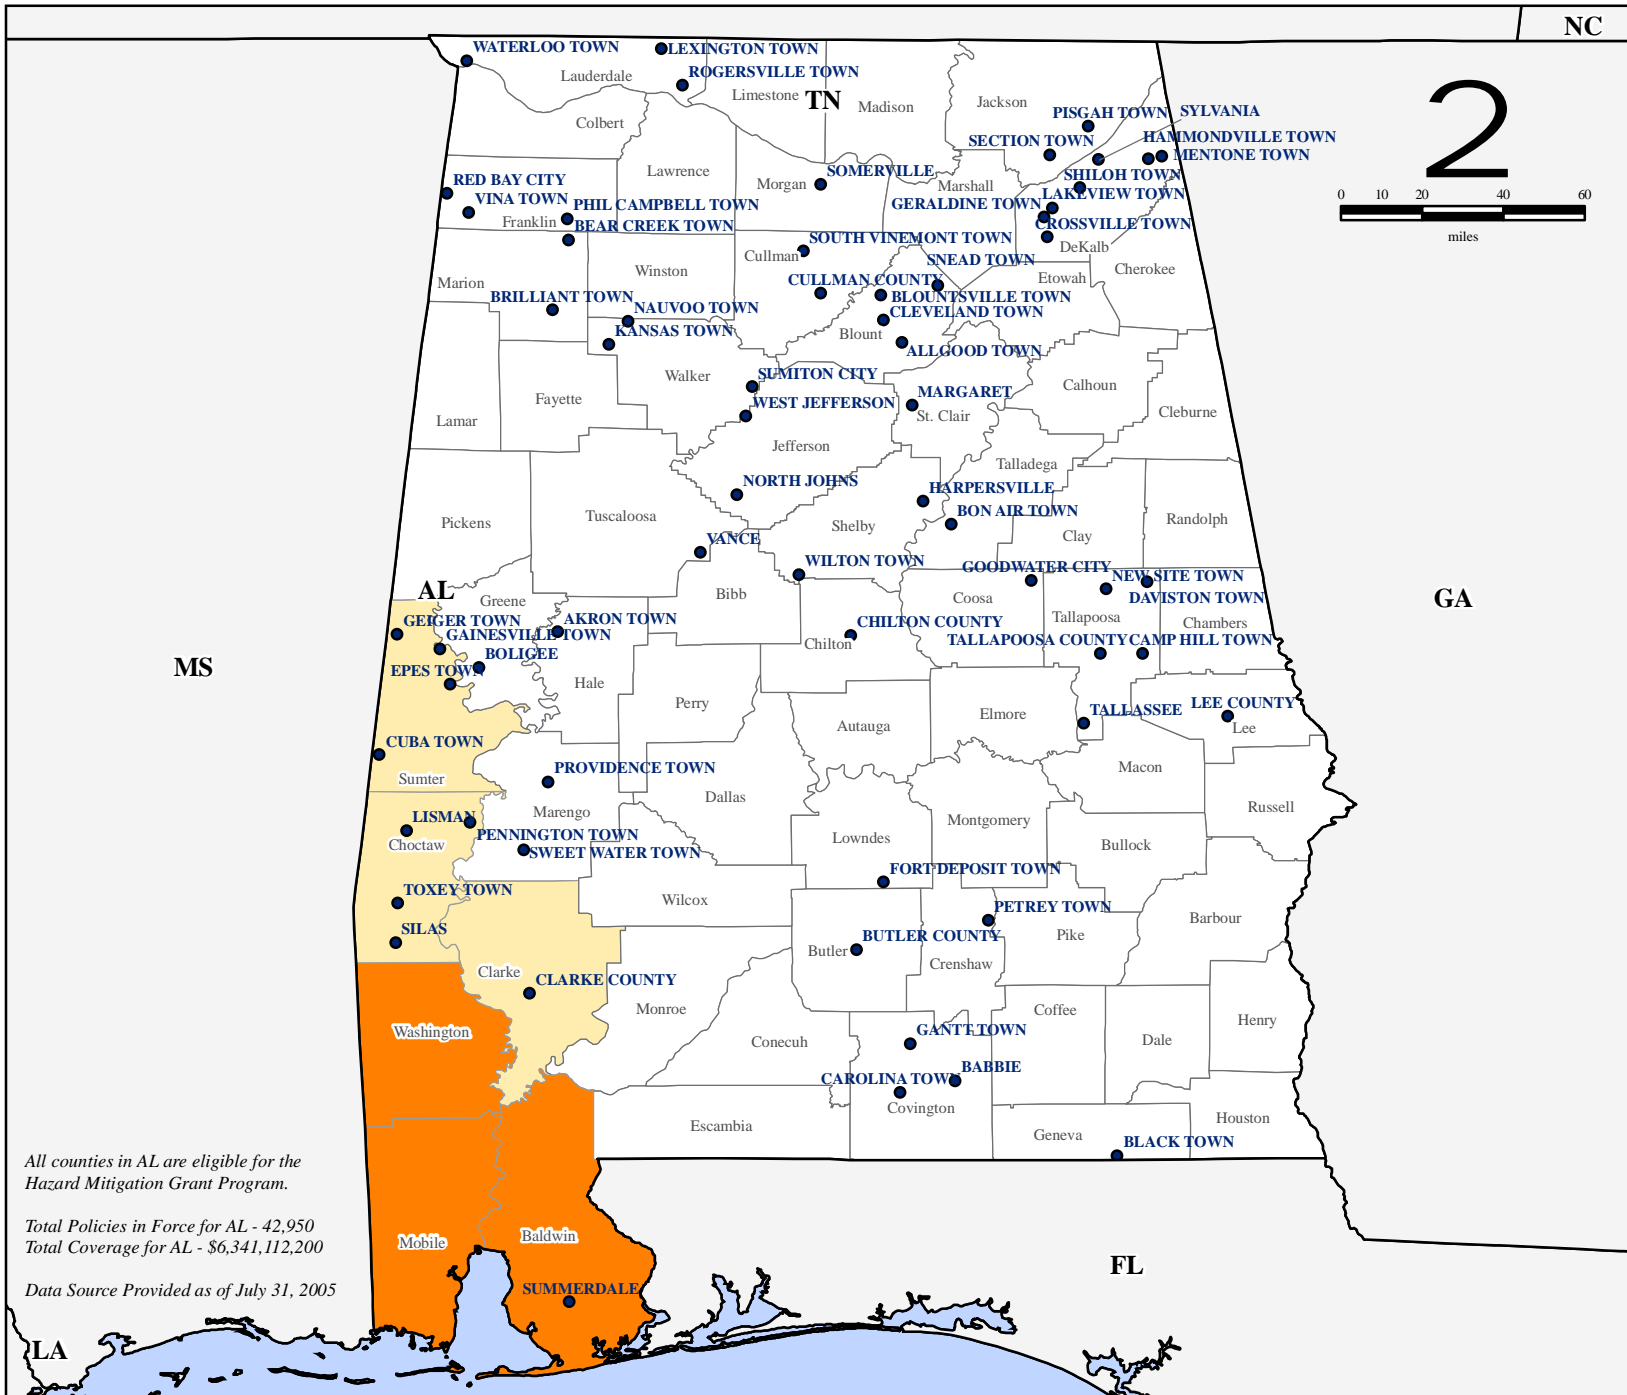 NC
WATERLOO TOWN
LEXINGTON TOWN
Lauderdale
ROGERSVILLE TOWN
Limestone
TN
Madison
Jackson
2
PISGAH TOWN
SYLVANIA
Colbert
SECTION TOWN
HAMMONDVILLE TOWN
MENTONE TOWN
Lawrence
SOMERVILLE
SHILOH TOWN
RED BAY CITY
Morgan
Marshall
LAKEVIEW TOWN
0 10 20 40 60
miles
VINA TOWN
PHIL CAMPBELL TOWN
GERALDINE TOWN
Franklin
BEAR CREEK TOWN
CROSSVILLE TOWN
SOUTH VINEMONT TOWN
DeKalb
Cullman
SNEAD TOWN
Winston
Cherokee
Marion
CULLMAN COUNTY
Etowah
BRILLIANT TOWN
BLOUNTSVILLE TOWN
NAUVOO TOWN
CLEVELAND TOWN
KANSAS TOWN
Blount
ALLGOOD TOWN
Walker
SUMITON CITY
Calhoun
Fayette
WEST JEFFERSON
MARGARET
Cleburne
Lamar
St. Clair
Jefferson
Talladega
NORTH JOHNS
HARPERSVILLE
Pickens
Tuscaloosa
Shelby
BON AIR TOWN
Randolph
VANCE
Clay
WILTON TOWN
GOODWATER CITY
NEW SITE TOWN
AL
Greene
Bibb
Coosa
DAVISTON TOWN
GA
GEIGER TOWN
AKRON TOWN
Tallapoosa
Chambers
GAINESVILLE TOWN
CHILTON COUNTY
Chilton
TALLAPOOSA COUNTY
CAMP HILL TOWN
MS
BOLIGEE
EPES TOWN
Hale
Perry
Elmore
TALLASSEE
LEE COUNTY
Autauga
Lee
CUBA TOWN
PROVIDENCE TOWN
Macon
Sumter
Dallas
Russell
LISMAN
Marengo
Montgomery
Choctaw
PENNINGTON TOWN
Lowndes
Bullock
SWEET WATER TOWN
FORT DEPOSIT TOWN
TOXEY TOWN
Wilcox
PETREY TOWN
Barbour
SILAS
BUTLER COUNTY
Pike
Butler
Crenshaw
Clarke
CLARKE COUNTY
Monroe
Coffee
Henry
Washington
GANTT TOWN
Conecuh
Dale
BABBIE
CAROLINA TOWN
Covington
Escambia
Geneva
Houston
BLACK TOWN
All counties in AL are eligible for the
Hazard Mitigation Grant Program.
Total Policies in Force for AL - 42,950
Total Coverage for AL - $6,341,112,200
Data Source Provided as of July 31, 2005
Mobile
Baldwin
FL
SUMMERDALE
LA